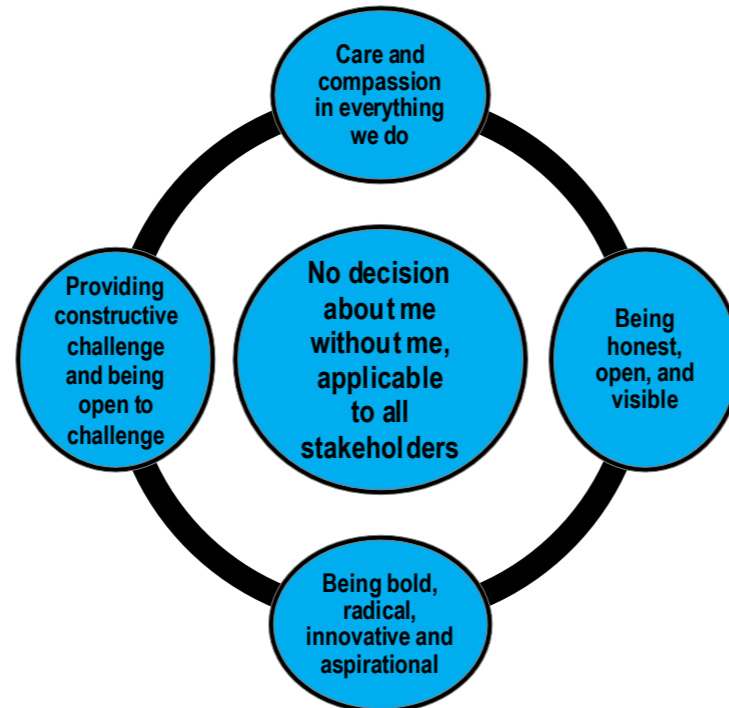 Care and
compassion
in everything
we do
No decision
about me
without me,
applicable
to all
stakeholders
Providing
constructive
challenge
and being
open to
challenge
Being
honest,
open, and
visible
Being bold,
radical,
innovative and
aspirational